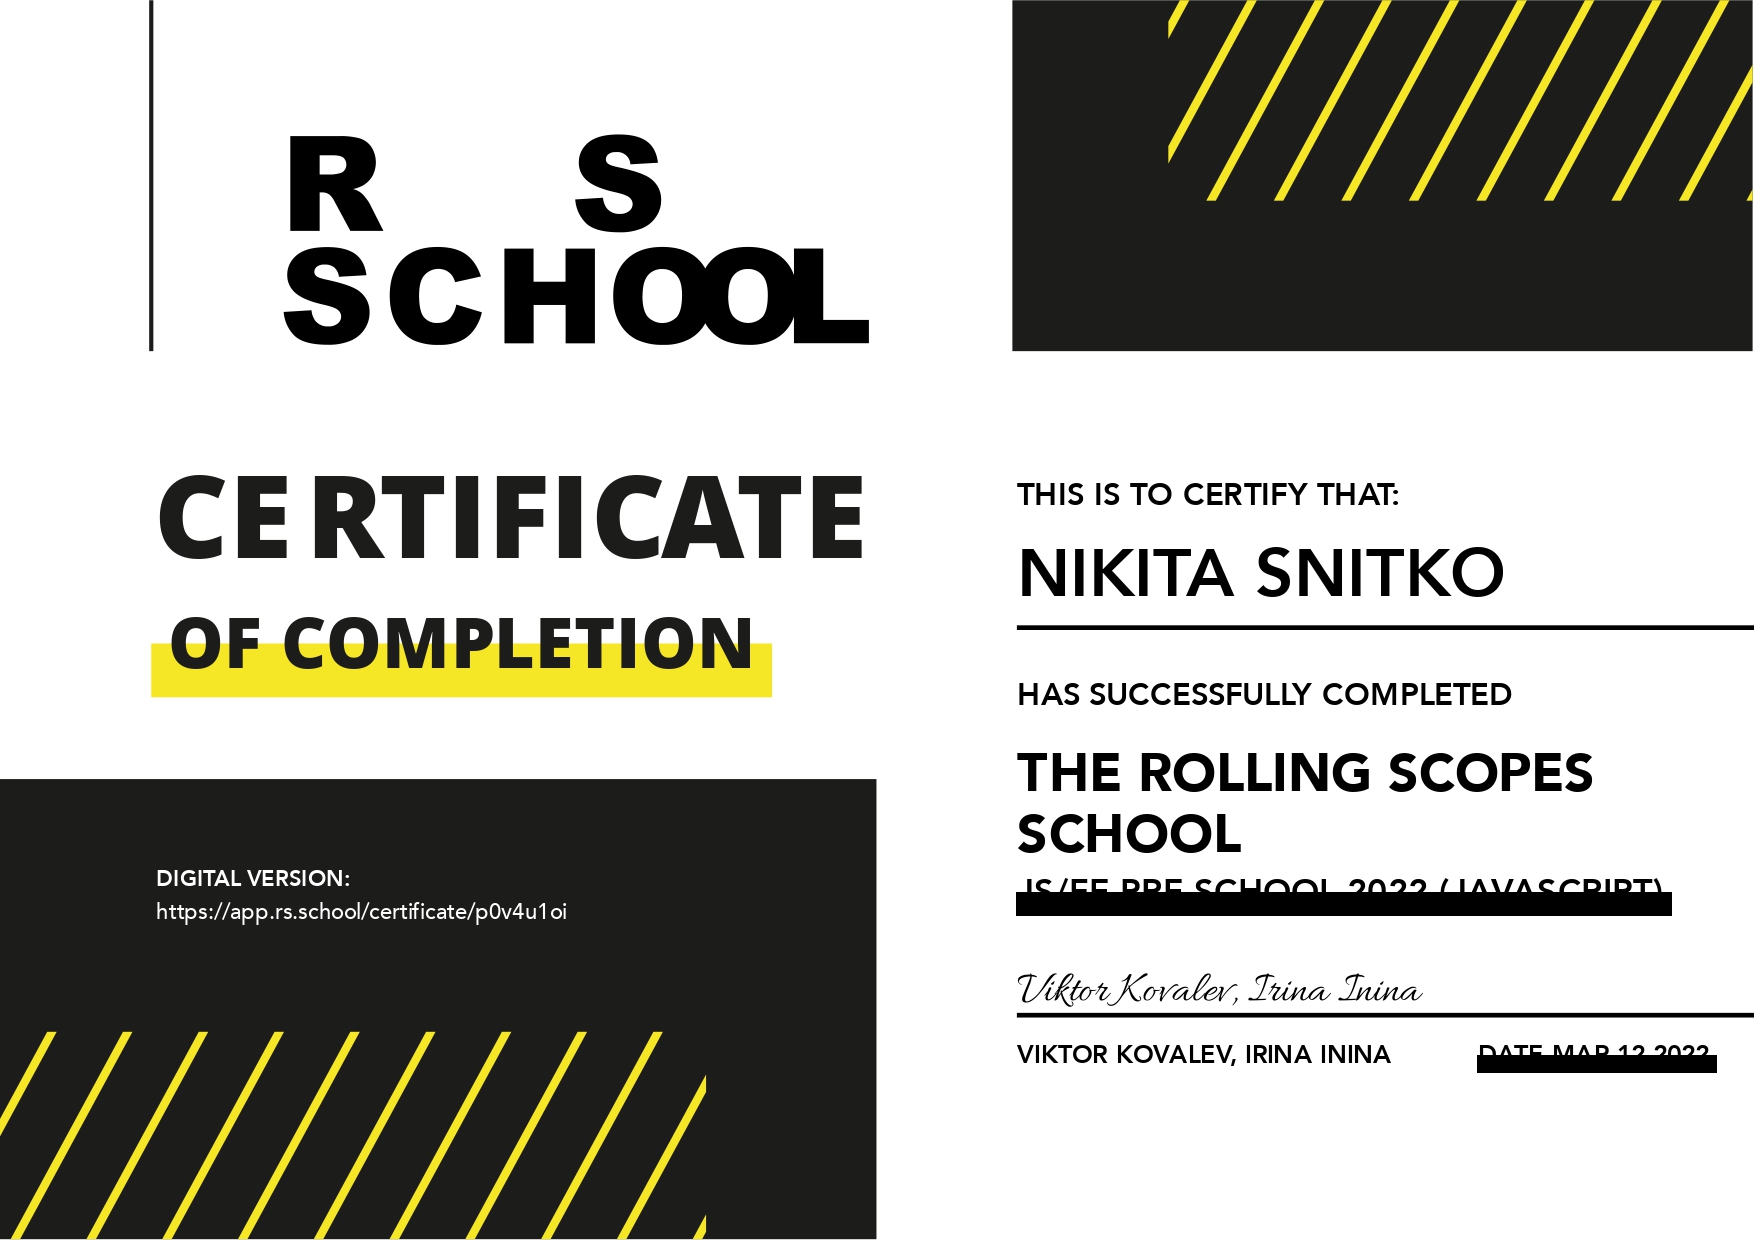 R S
SCHOOL
CERTIFICATE
OF COMPLETION
DIGITAL VERSION:
https://app.rs.school/certificate/p0v4u1oi
THIS IS TO CERTIFY THAT:
NIKITA SNITKO
HAS SUCCESSFULLY COMPLETED
THE ROLLING SCOPES
SCHOOL
Viktor Kovalev, Irina Inina
VIKTOR KOVALEV, IRINA ININA